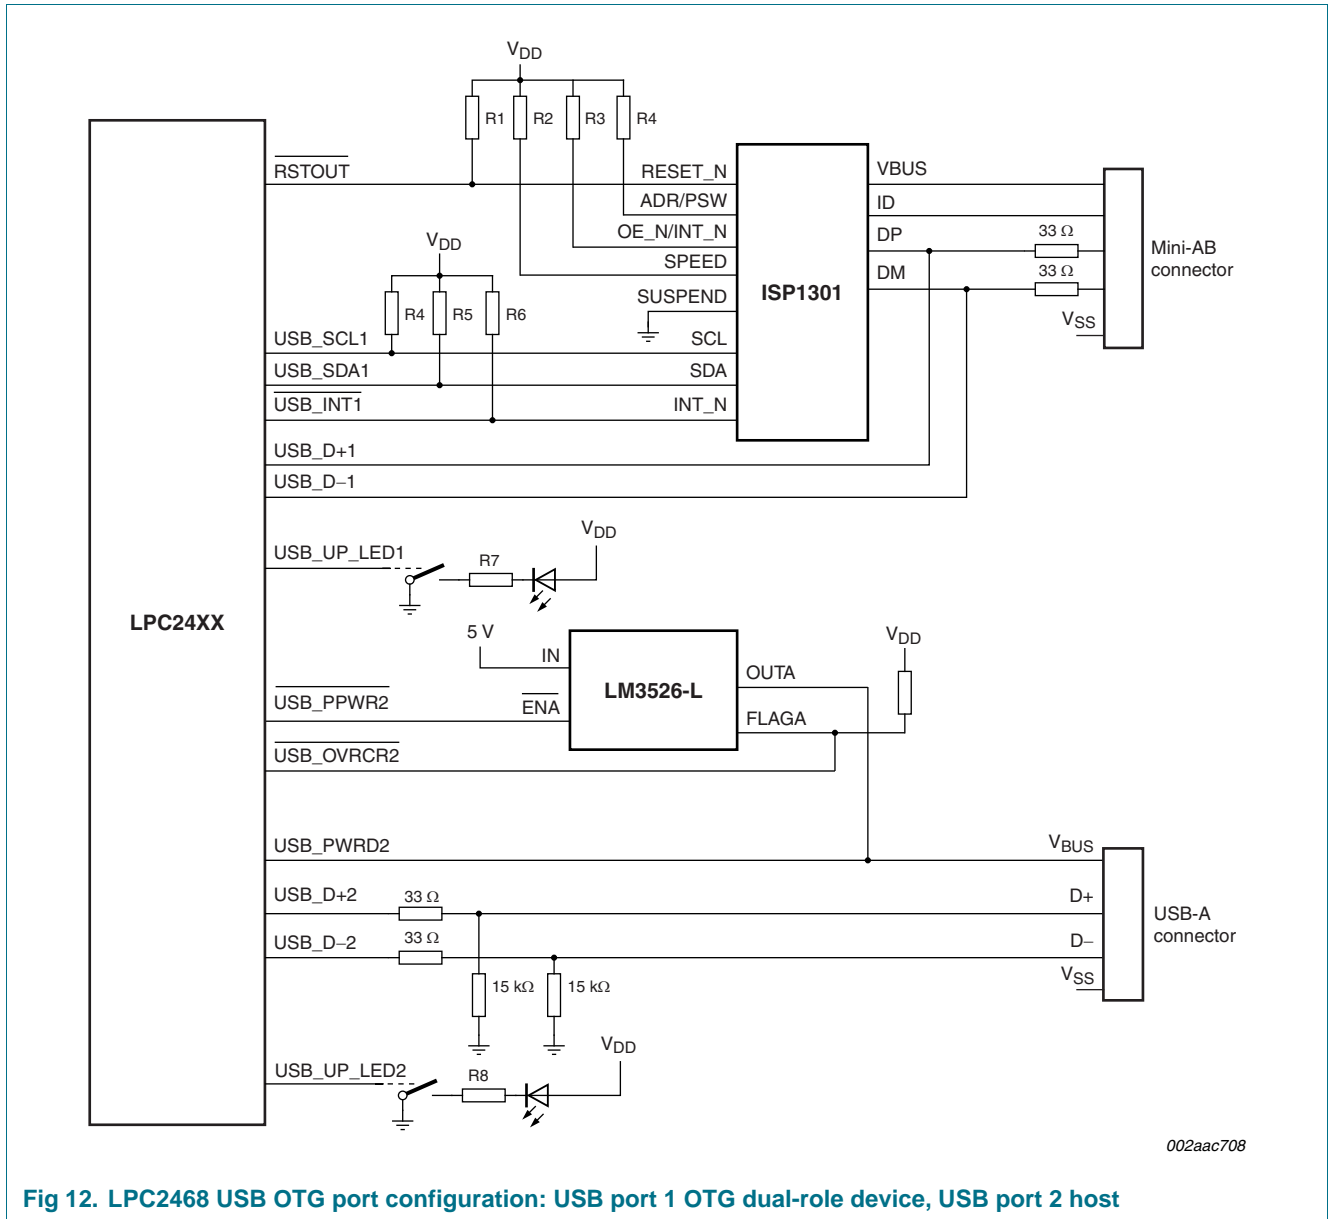 VDD
R1 R2 R3 R4
RSTOUT
RESET_N
VBUS
ADR/PSW
ID
OE_N/INT_N
DP
33 Ω
VDD
SPEED
DM
33 Ω
Mini-AB
connector
ISP1301
SUSPEND
R4 R5 R6
VSS
USB_SCL1
SCL
USB_SDA1
SDA
USB_INT1
INT_N
USB_D+1
USB_D−1
VDD
USB_UP_LED1
R7
LPC24XX
5 V
IN
VDD
LM3526-L
OUTA
USB_PPWR2
ENA
FLAGA
USB_OVRCR2
USB_PWRD2
VBUS
USB_D+2
33 Ω
D+
USB-A
connector
USB_D−2
33 Ω
D−
VSS
15 kΩ
15 kΩ
VDD
USB_UP_LED2
R8
002aac708
Fig 12. LPC2468 USB OTG port configuration: USB port 1 OTG dual-role device, USB port 2 host